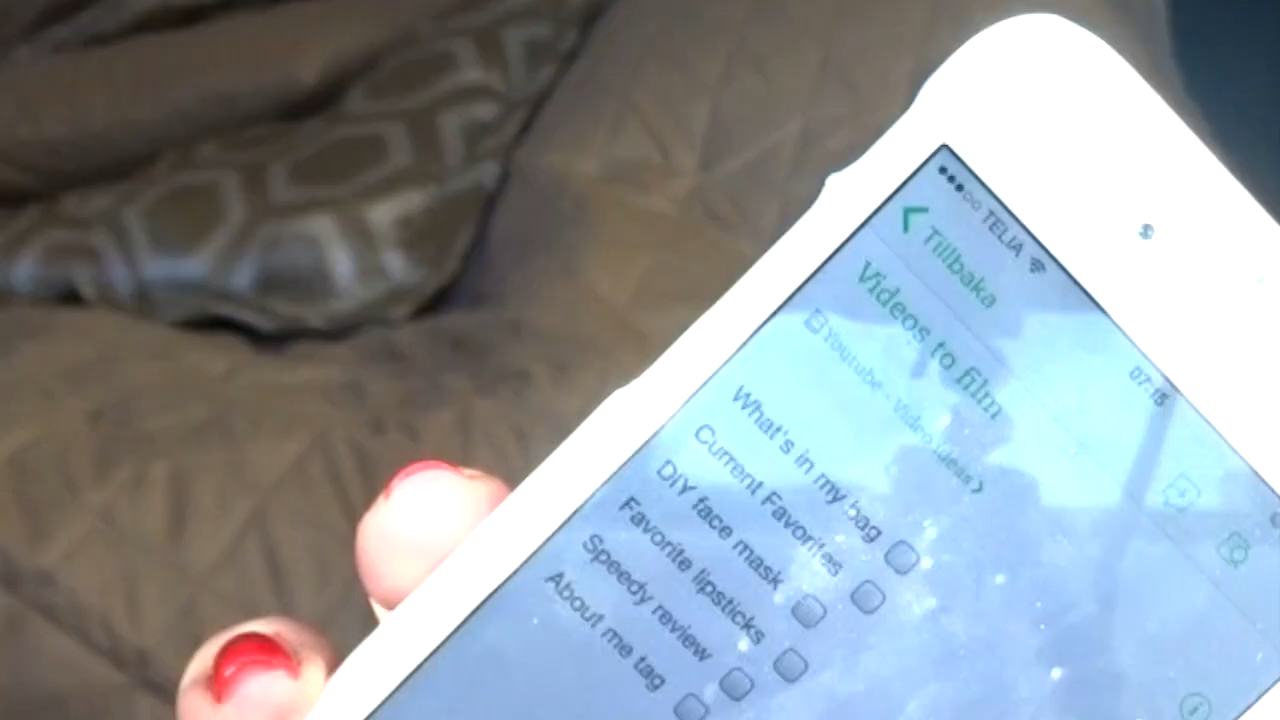 TELIA 07:15
Tillbaka
Videos to film
Youtube - Video ideas
What's in my bag
Current Favorites
DIY face mask
Favorite lipsticks
Speedy review
About me tag